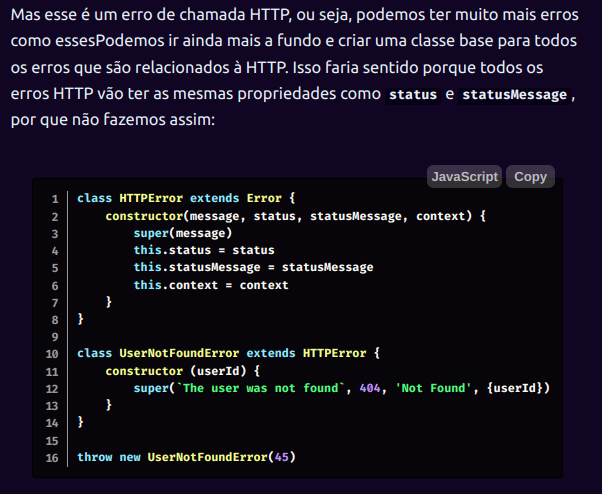 Mas esse é um erro de chamada HTTP, ou seja, podemos ter muito mais erros
como essesPodemos ir ainda mais a fundo e criar uma classe base para todos
os erros que são relacionados à HTTP. Isso faria sentido porque todos os
erros HTTP vão ter as mesmas propriedades como status e statusMessage,
por que não fazemos assim:
JavaScript Copy
1 class HTTPError extends Error {
2     constructor(message, status, statusMessage, context) {
3         super(message)
4         this.status = status
5         this.statusMessage = statusMessage
6         this.context = context
7     }
8 }
9
10 class UserNotFoundError extends HTTPError {
11     constructor (userId) {
12         super(`The user was not found`, 404, 'Not Found', {userId})
13     }
14 }
15
16 throw new UserNotFoundError(45)